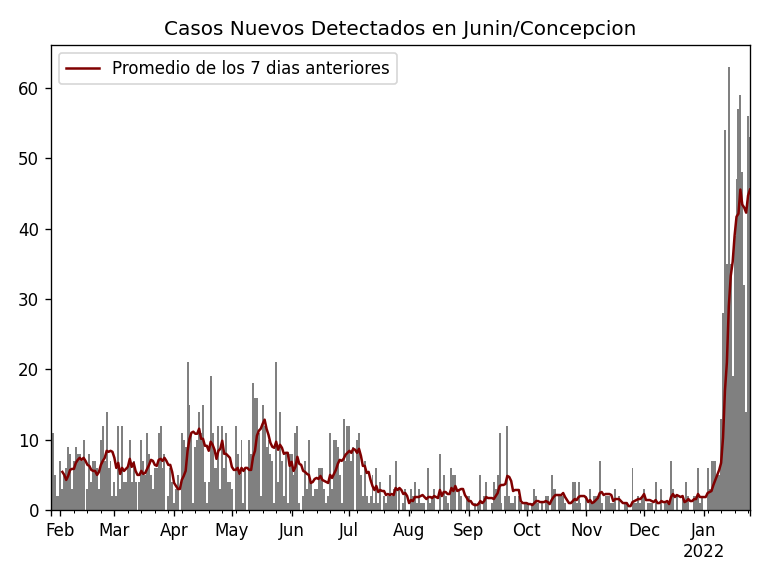 Casos Nuevos Detectados en Junin/Concepcion
Promedio de los 7 dias anteriores
60
50
40
30
20
10
0
Feb Mar Apr May Jun Jul Aug Sep Oct Nov Dec Jan
2022